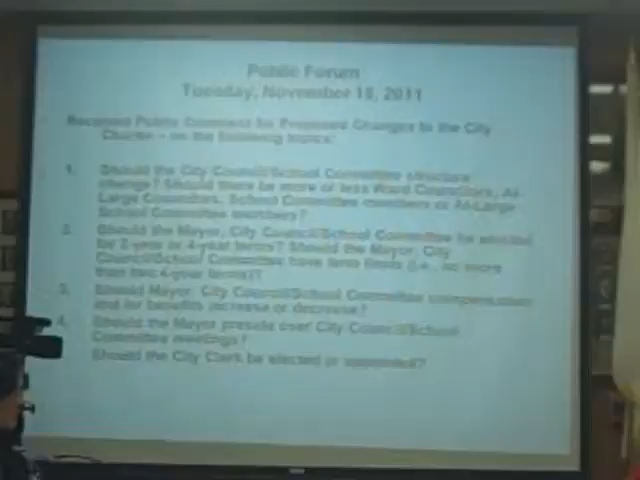 Public Forum
Tuesday, November 15, 2011
Public Comment for Proposed Changes to the City
Charter – on the following topics:
1. Should the City Council/School Committee structure
change? Should there be more or less Ward Councilors, At-
Large Councilors, School Committee members or At-Large
School Committee members?
2. Should the Mayor, City Council/School Committee be elected
for 2-year or 4-year terms? Should the Mayor, City
Council/School Committee have term limits (i.e., no more
than two 4-year terms)?
3. Should Mayor, City Council/School Committee compensation
and/or benefits increase or decrease?
4. Should the Mayor preside over City Council/School
Committee meetings?
Should the City Clerk be elected or appointed?